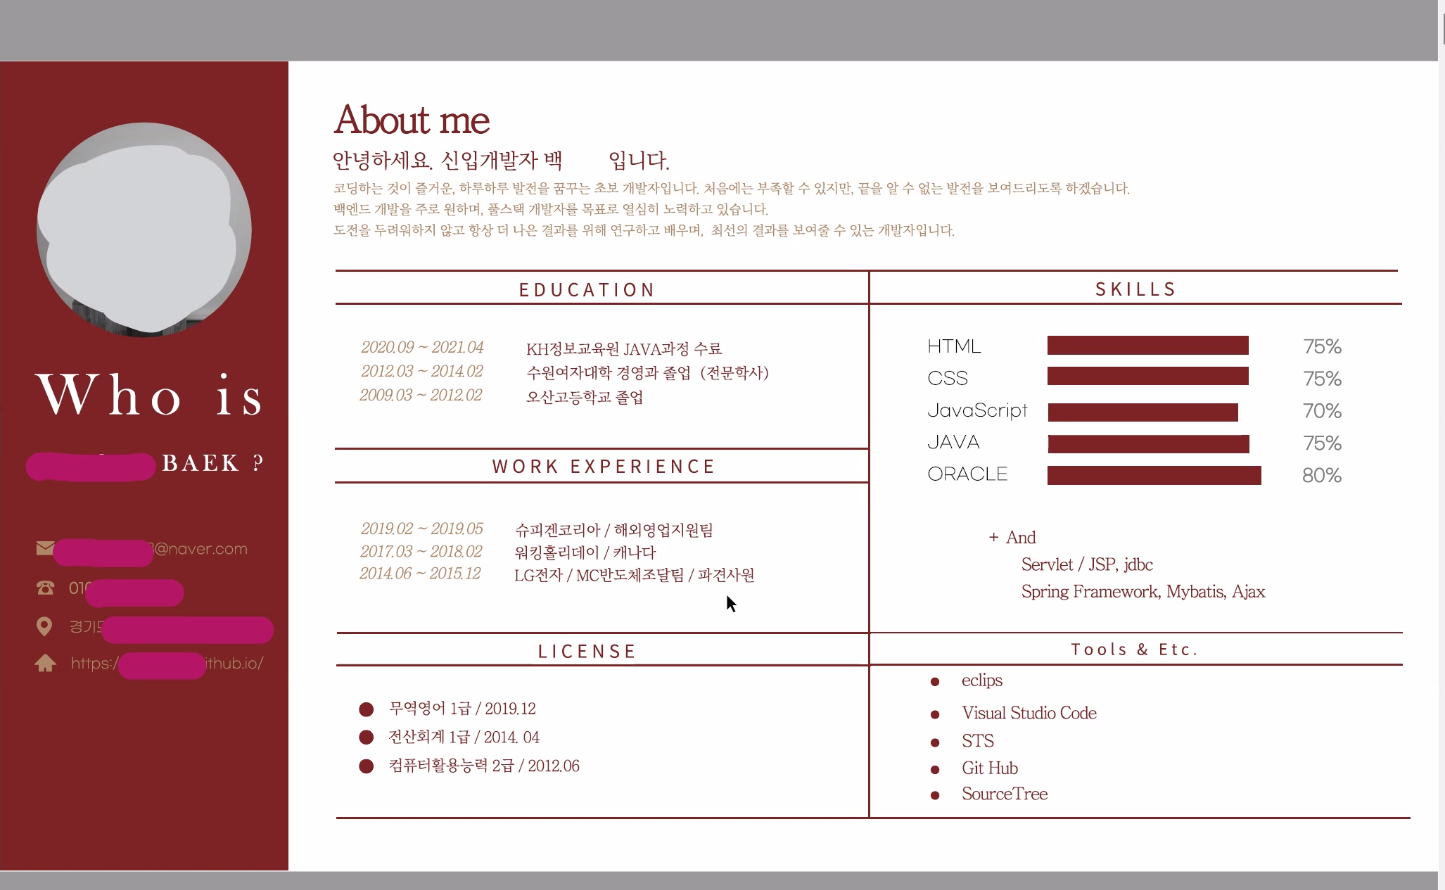 Who is
BAEK ?
@naver.com
010
경기도
https:/ ithub.io/
About me
안녕하세요. 신입개발자 백 입니다.
코딩하는 것이 즐거운, 하루하루 발전을 꿈꾸는 초보 개발자입니다. 처음에는 부족할 수 있지만, 끝을 알 수 없는 발전을 보여드리도록 하겠습니다.
백엔드 개발을 주로 원하며, 풀스택 개발자를 목표로 열심히 노력하고 있습니다.
도전을 두려워하지 않고 항상 더 나은 결과를 위해 연구하고 배우며, 최선의 결과를 보여줄 수 있는 개발자입니다.
EDUCATION
2020.09 ~ 2021.04 KH정보교육원 JAVA과정 수료
2012.03 ~ 2014.02 수원여자대학 경영과 졸업 (전문학사)
2009.03 ~ 2012.02 오산고등학교 졸업
WORK EXPERIENCE
2019.02 ~ 2019.05 슈피겐코리아 / 해외영업지원팀
2017.03 ~ 2018.02 워킹홀리데이 / 캐나다
2014.06 ~ 2015.12 LG전자 / MC반도체조달팀 / 파견사원
LICENSE
무역영어 1급 / 2019.12
전산회계 1급 / 2014. 04
컴퓨터활용능력 2급 / 2012.06
SKILLS
HTML 75%
CSS 75%
JavaScript 70%
JAVA 75%
ORACLE 80%
+ And
Servlet / JSP, jdbc
Spring Framework, Mybatis, Ajax
Tools & Etc.
eclips
Visual Studio Code
STS
Git Hub
SourceTree